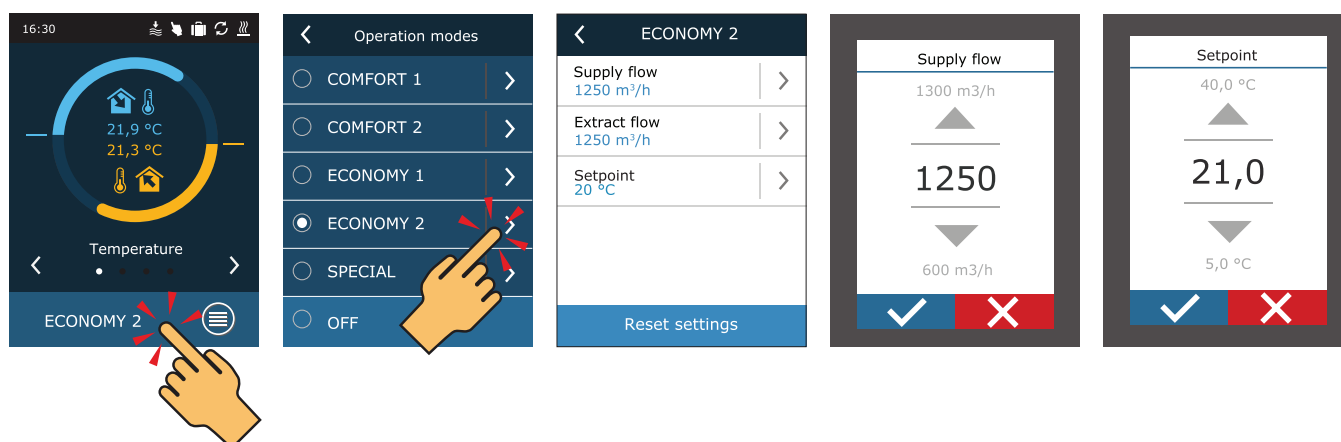 16:30
21,9 °C
21,3 °C
Temperature
ECONOMY 2
Operation modes
COMFORT 1
COMFORT 2
ECONOMY 1
ECONOMY 2
SPECIAL
OFF
ECONOMY 2
Supply flow
1250 m³/h
Extract flow
1250 m³/h
Setpoint
20 °C
Reset settings
Supply flow
1300 m3/h
1250
600 m3/h
Setpoint
40,0 °C
21,0
5,0 °C